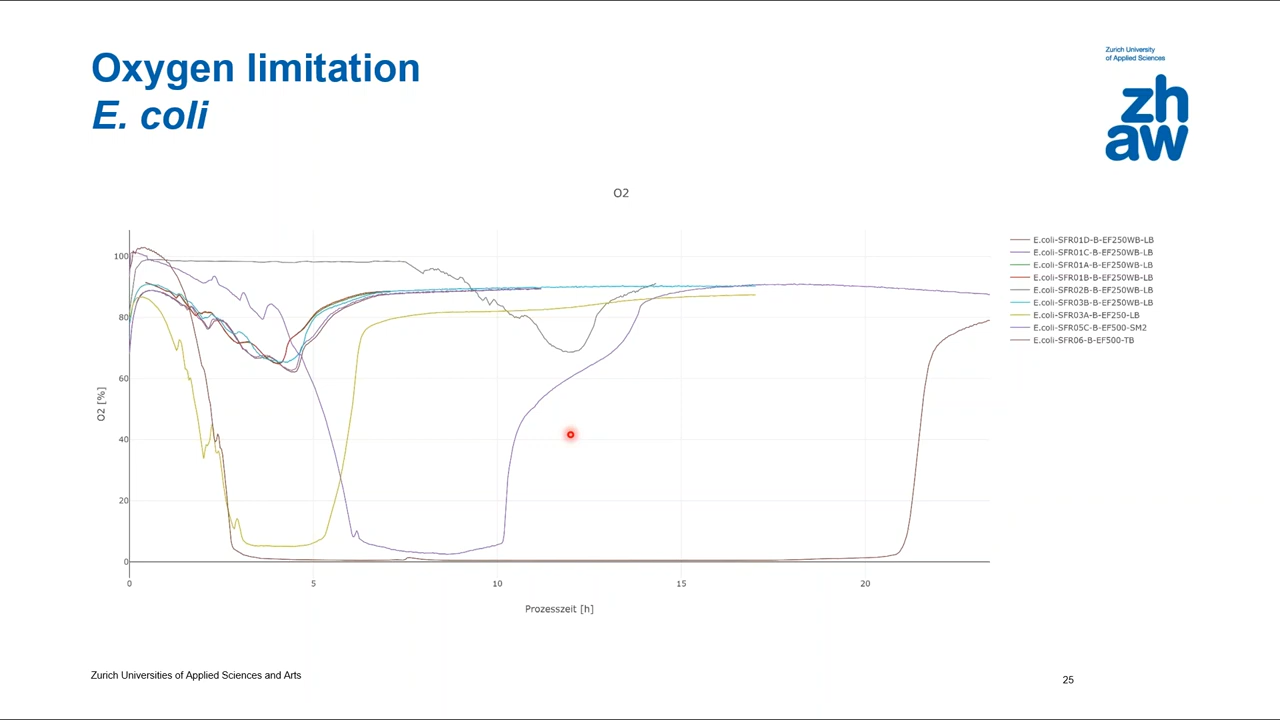 Oxygen limitation
E. coli
Zurich University
of Applied Sciences
zh
aw
O2
100
80
60
40
20
0
O2 [%]
0
5
10
15
20
Prozesszeit [h]
E.coli-SFR01D-B-EF250WB-LB
E.coli-SFR01C-B-EF250WB-LB
E.coli-SFR01A-B-EF250WB-LB
E.coli-SFR01B-B-EF250WB-LB
E.coli-SFR02B-B-EF250WB-LB
E.coli-SFR03B-B-EF250WB-LB
E.coli-SFR03A-B-EF250-LB
E.coli-SFR05C-B-EF500-SM2
E.coli-SFR06-B-EF500-TB
Zurich Universities of Applied Sciences and Arts
25